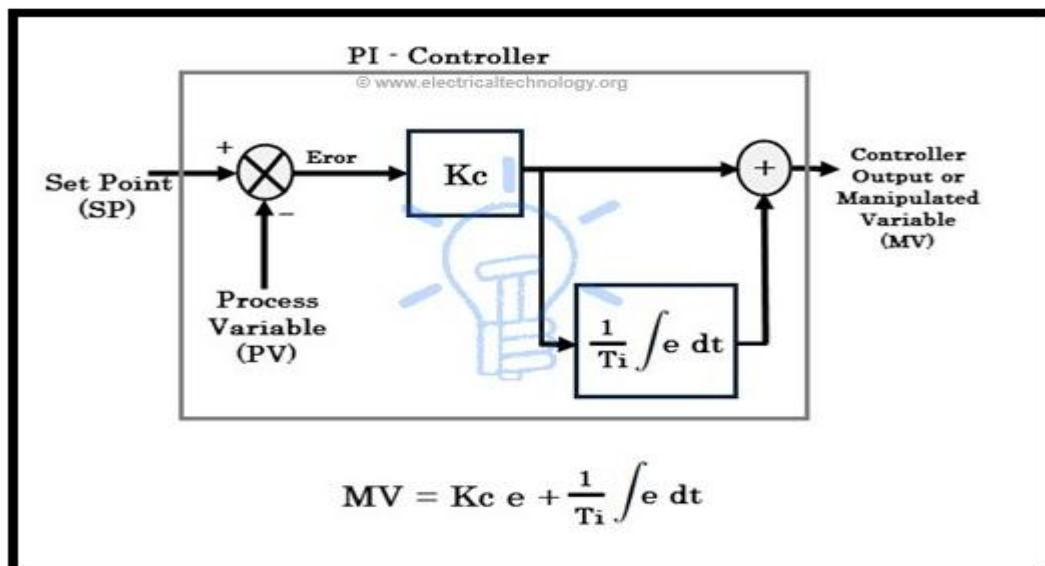 PI - Controller
© www.electricaltechnology.org
+
Eror
Set Point
(SP)
−
Kc
+
Controller
Output or
Manipulated
Variable
(MV)
Process
Variable
(PV)
1/Ti ∫e dt
MV = Kc e + 1/Ti ∫e dt